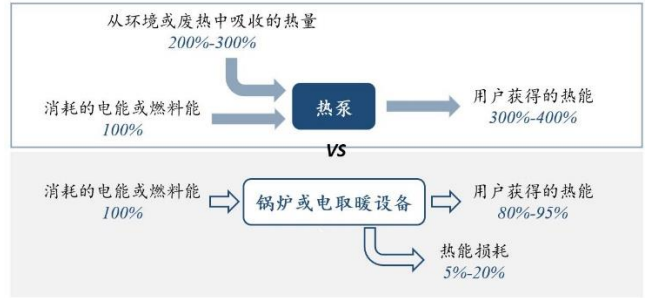 从环境或废热中吸收的热量
200%-300%
消耗的电能或燃料能
100%
热泵
用户获得的热能
300%-400%
VS
消耗的电能或燃料能
100%
锅炉或电取暖设备
用户获得的热能
80%-95%
热能损耗
5%-20%